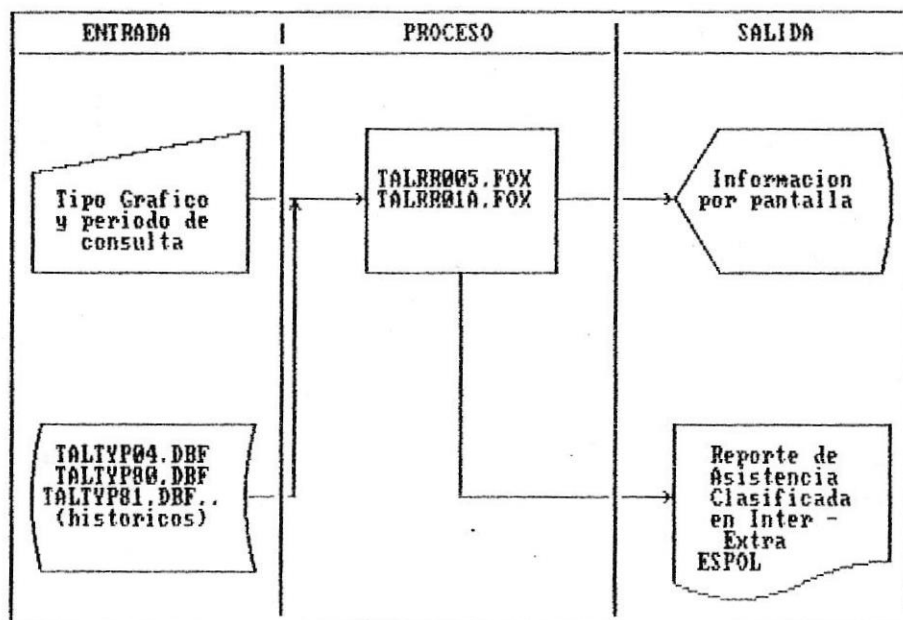 ENTRADA
PROCESO
SALIDA
Tipo Grafico
y periodo de
consulta
TALRR005.FOX
TALRR01A.FOX
Informacion
por pantalla
TALTYP04.DBF
TALTYP80.DBF
TALTYP81.DBF..
(historicos)
Reporte de
Asistencia
Clasificada
en Inter -
Extra
ESPOL